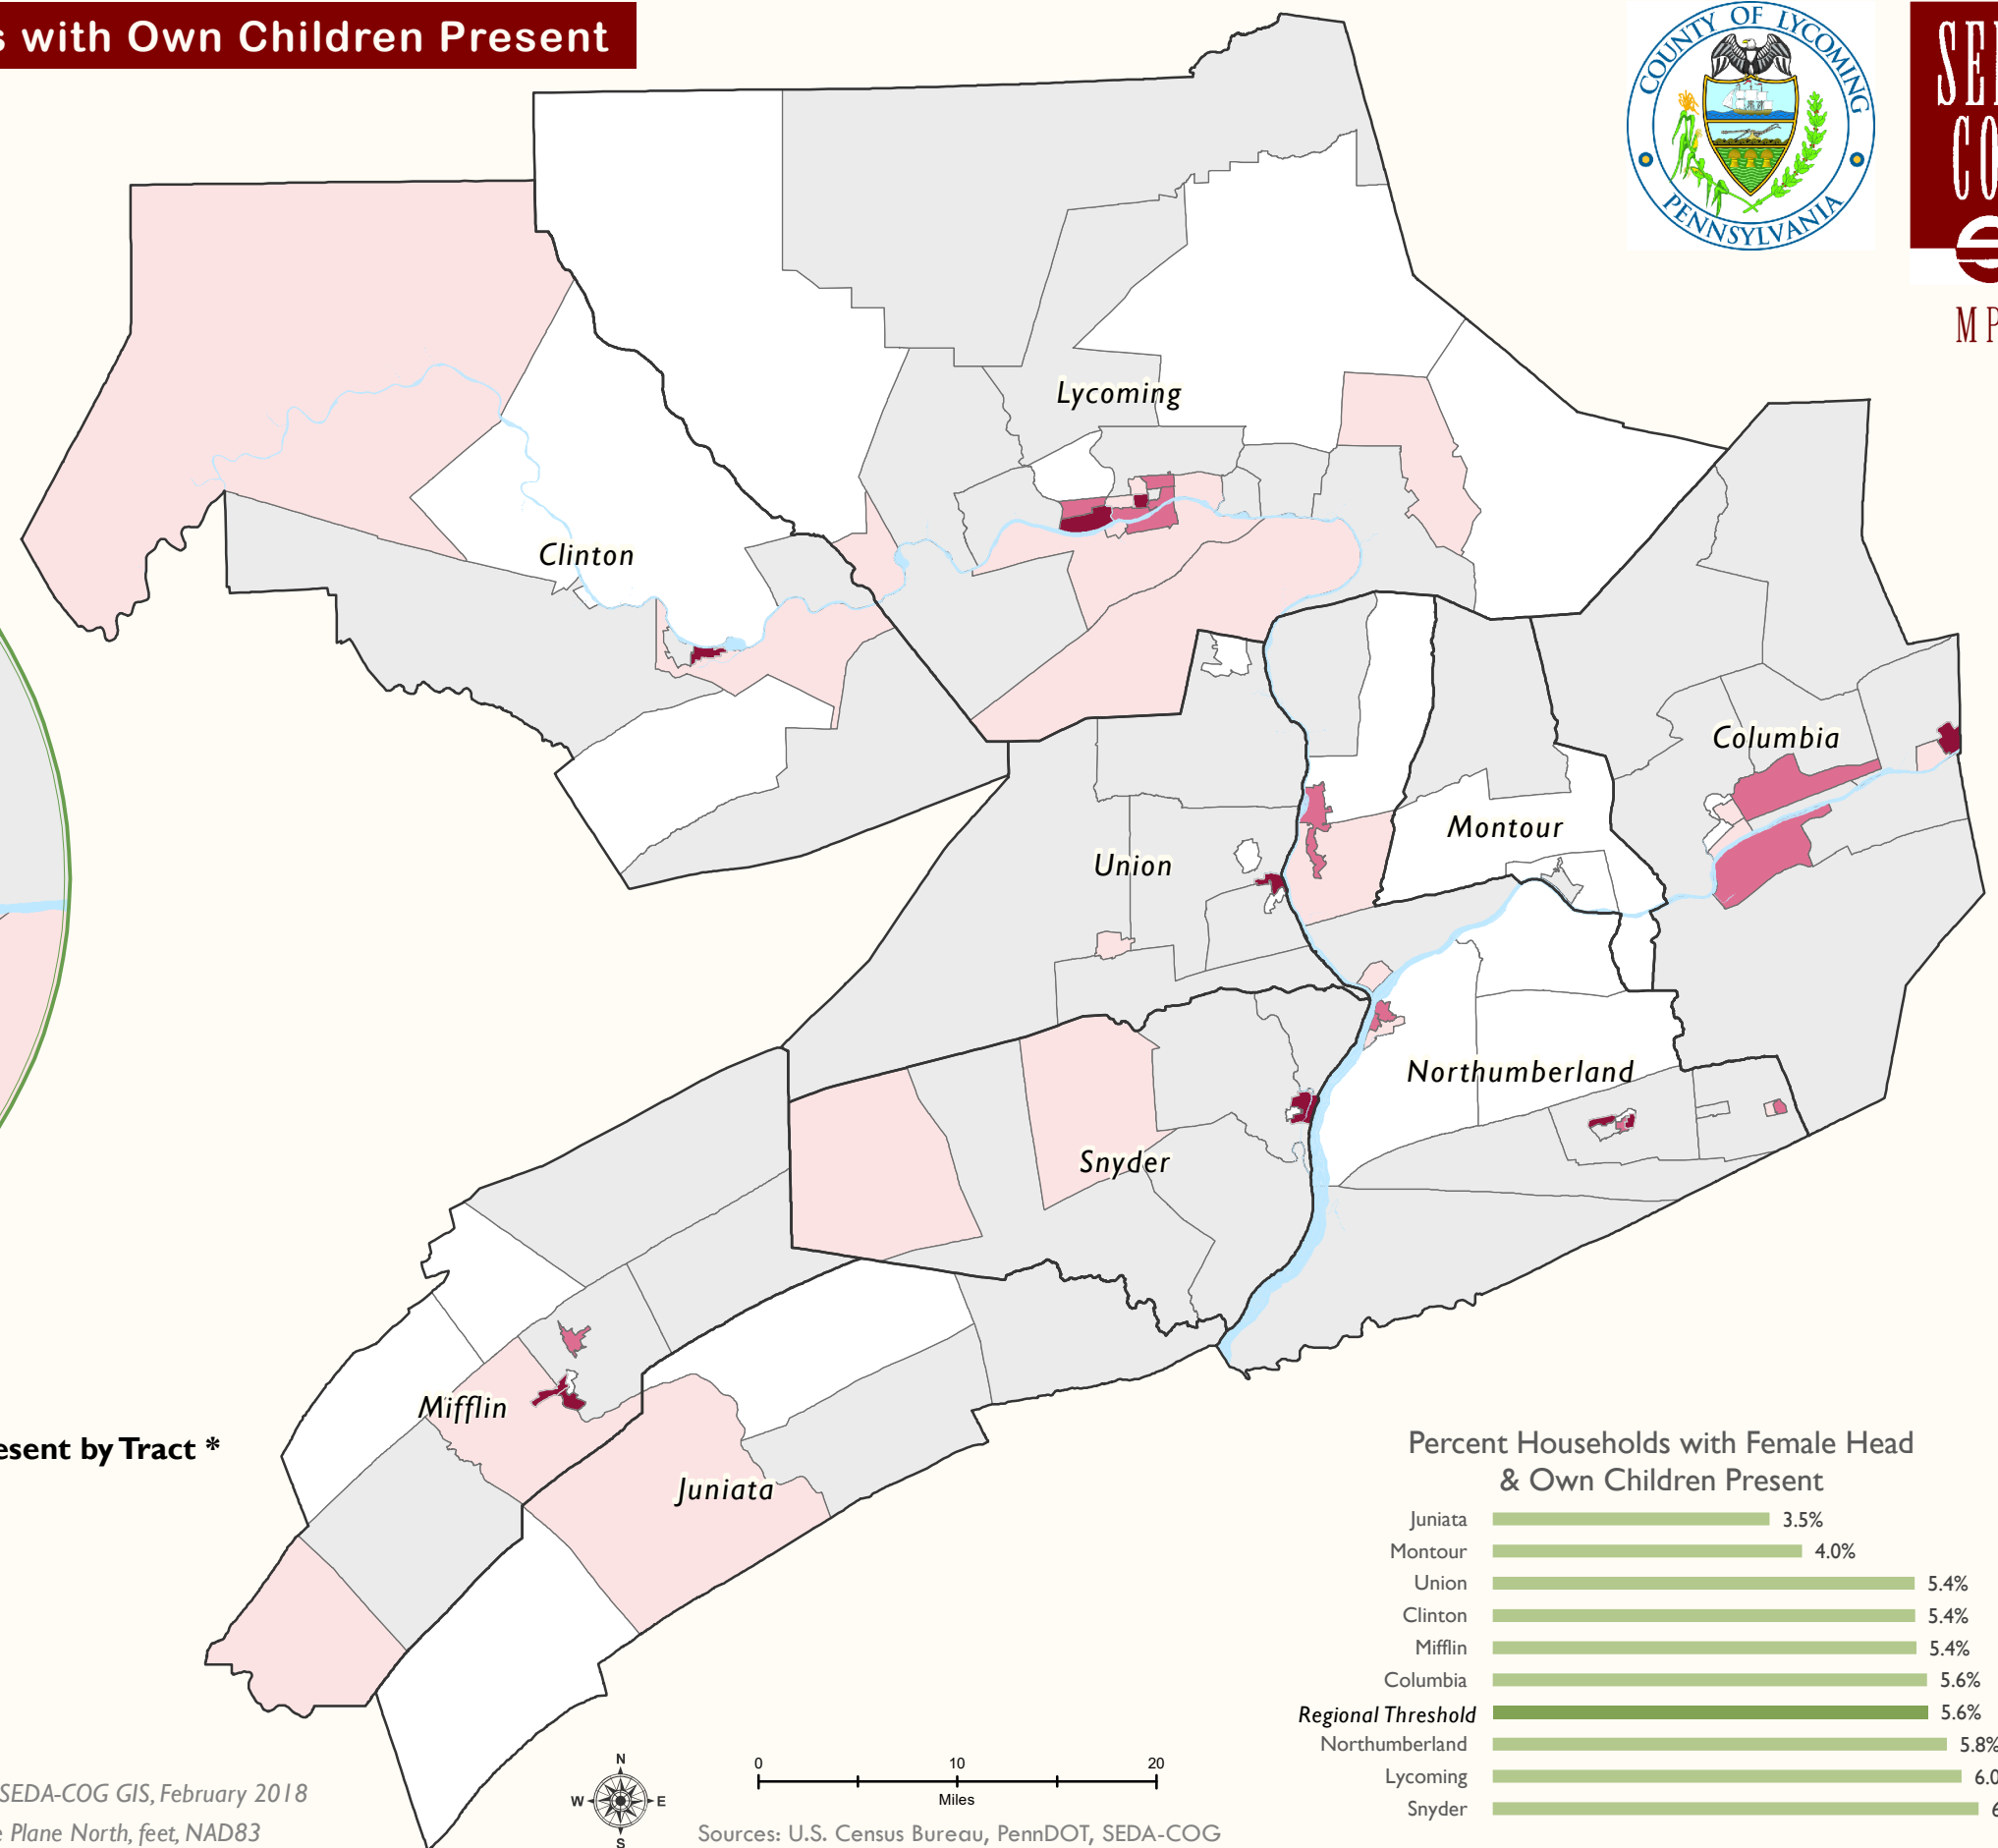 s with Own Children Present
COUNTY OF LYCOMING
PENNSYLVANIA
Lycoming
Clinton
Columbia
Montour
Union
Northumberland
Snyder
Mifflin
Juniata
esent by Tract *
Percent Households with Female Head
& Own Children Present
Juniata 3.5%
Montour 4.0%
Union 5.4%
Clinton 5.4%
Mifflin 5.4%
Columbia 5.6%
Regional Threshold 5.6%
Northumberland 5.8%
Lycoming 6.0
Snyder 6
N
W E
S
0 10 20
Miles
SEDA-COG GIS, February 2018
e Plane North, feet, NAD83
Sources: U.S. Census Bureau, PennDOT, SEDA-COG